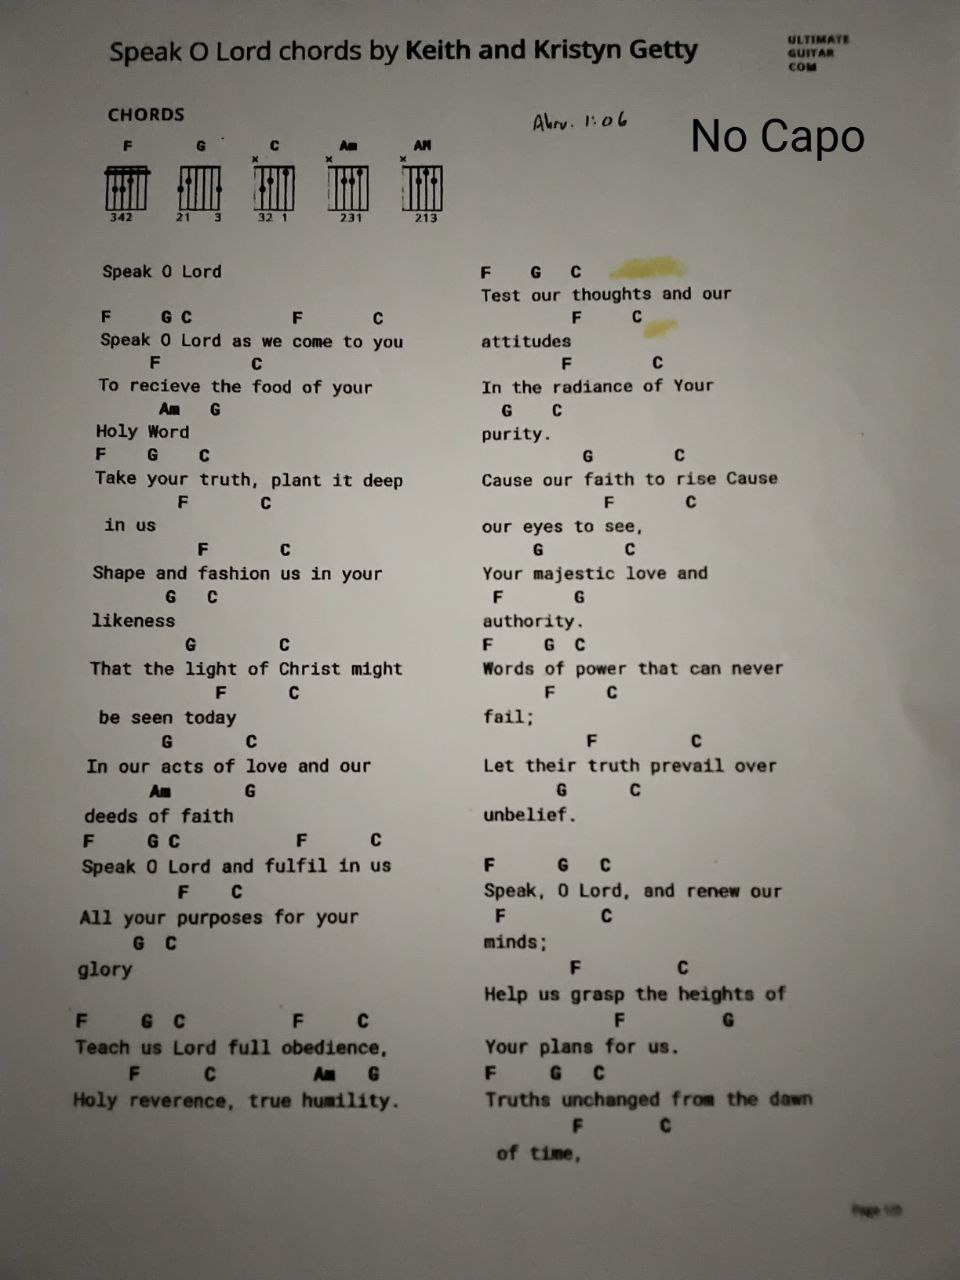 Speak O Lord chords by Keith and Kristyn Getty
ULTIMATE
GUITAR
COM
CHORDS
1:06
No Capo
F G C Am AM
x x x
342 21 3 32 1 231 213
Speak O Lord
F G C F C
Speak O Lord as we come to you
F C
To recieve the food of your
Am G
Holy Word
F G C
Take your truth, plant it deep
F C
in us
F C
Shape and fashion us in your
G C
likeness
G C
That the light of Christ might
F C
be seen today
G C
In our acts of love and our
Am G
deeds of faith
F G C F C
Speak O Lord and fulfil in us
F C
All your purposes for your
G C
glory
F G C F C
Teach us Lord full obedience,
F C Am G
Holy reverence, true humility.
F G C
Test our thoughts and our
F C
attitudes
F C
In the radiance of Your
G C
purity.
G C
Cause our faith to rise Cause
F C
our eyes to see,
G C
Your majestic love and
F G
authority.
F G C
Words of power that can never
F C
fail;
F C
Let their truth prevail over
G C
unbelief.
F G C
Speak, O Lord, and renew our
F C
minds;
F C
Help us grasp the heights of
F G
Your plans for us.
F G C
Truths unchanged from the dawn
F C
of time,
Page